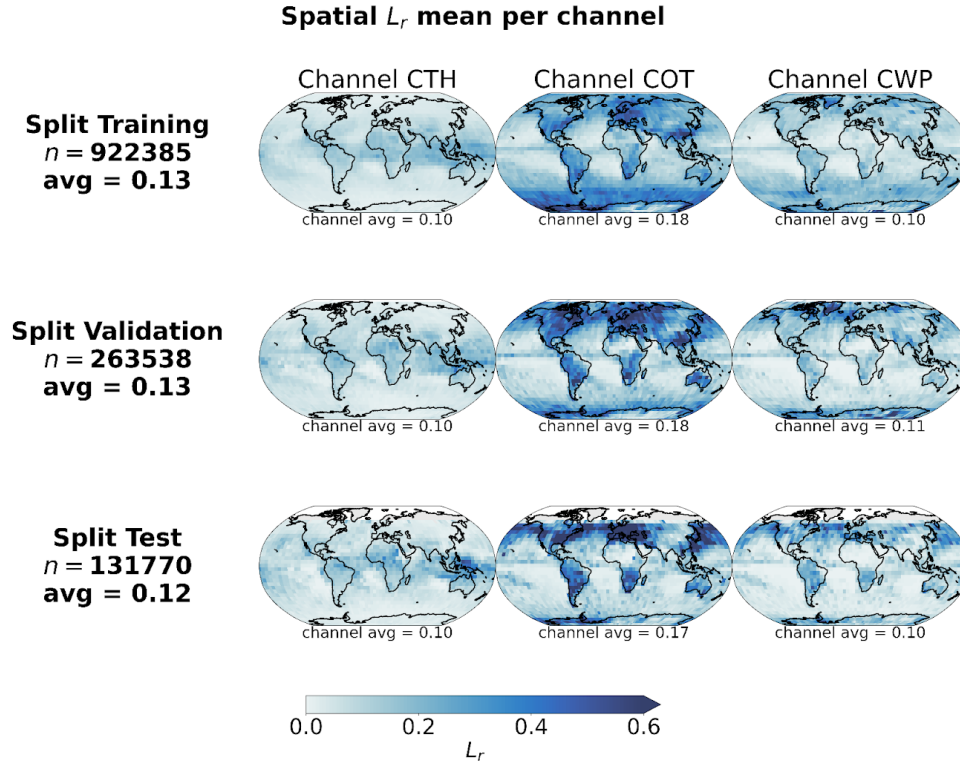 Spatial Lr mean per channel
Channel CTH
Channel COT
Channel CWP
Split Training
n = 922385
avg = 0.13
channel avg = 0.10
channel avg = 0.18
channel avg = 0.10
Split Validation
n = 263538
avg = 0.13
channel avg = 0.10
channel avg = 0.18
channel avg = 0.11
Split Test
n = 131770
avg = 0.12
channel avg = 0.10
channel avg = 0.17
channel avg = 0.10
0.0 0.2 0.4 0.6
Lr